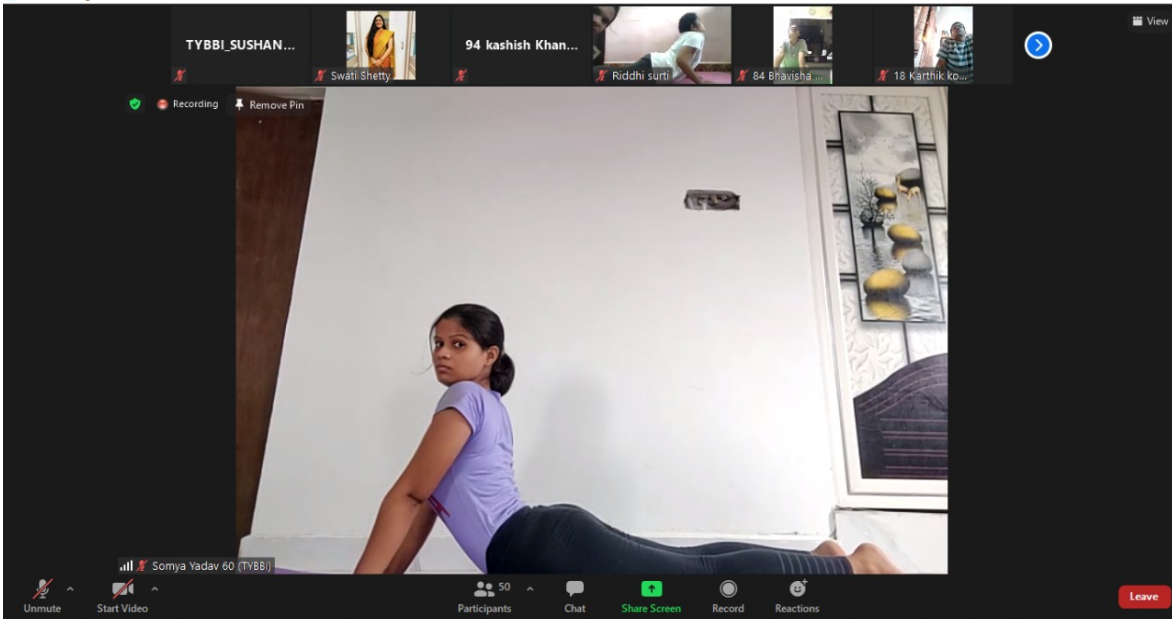 View
TYBBI_SUSHAN...
Swati Shetty
94 kashish Khan...
Riddhi surti
84 Bhavisha ...
18 Karthik ko...
Recording
Remove Pin
Somya Yadav 60 (TYBBI)
50
Unmute
Start Video
Participants
Chat
Share Screen
Record
Reactions
Leave